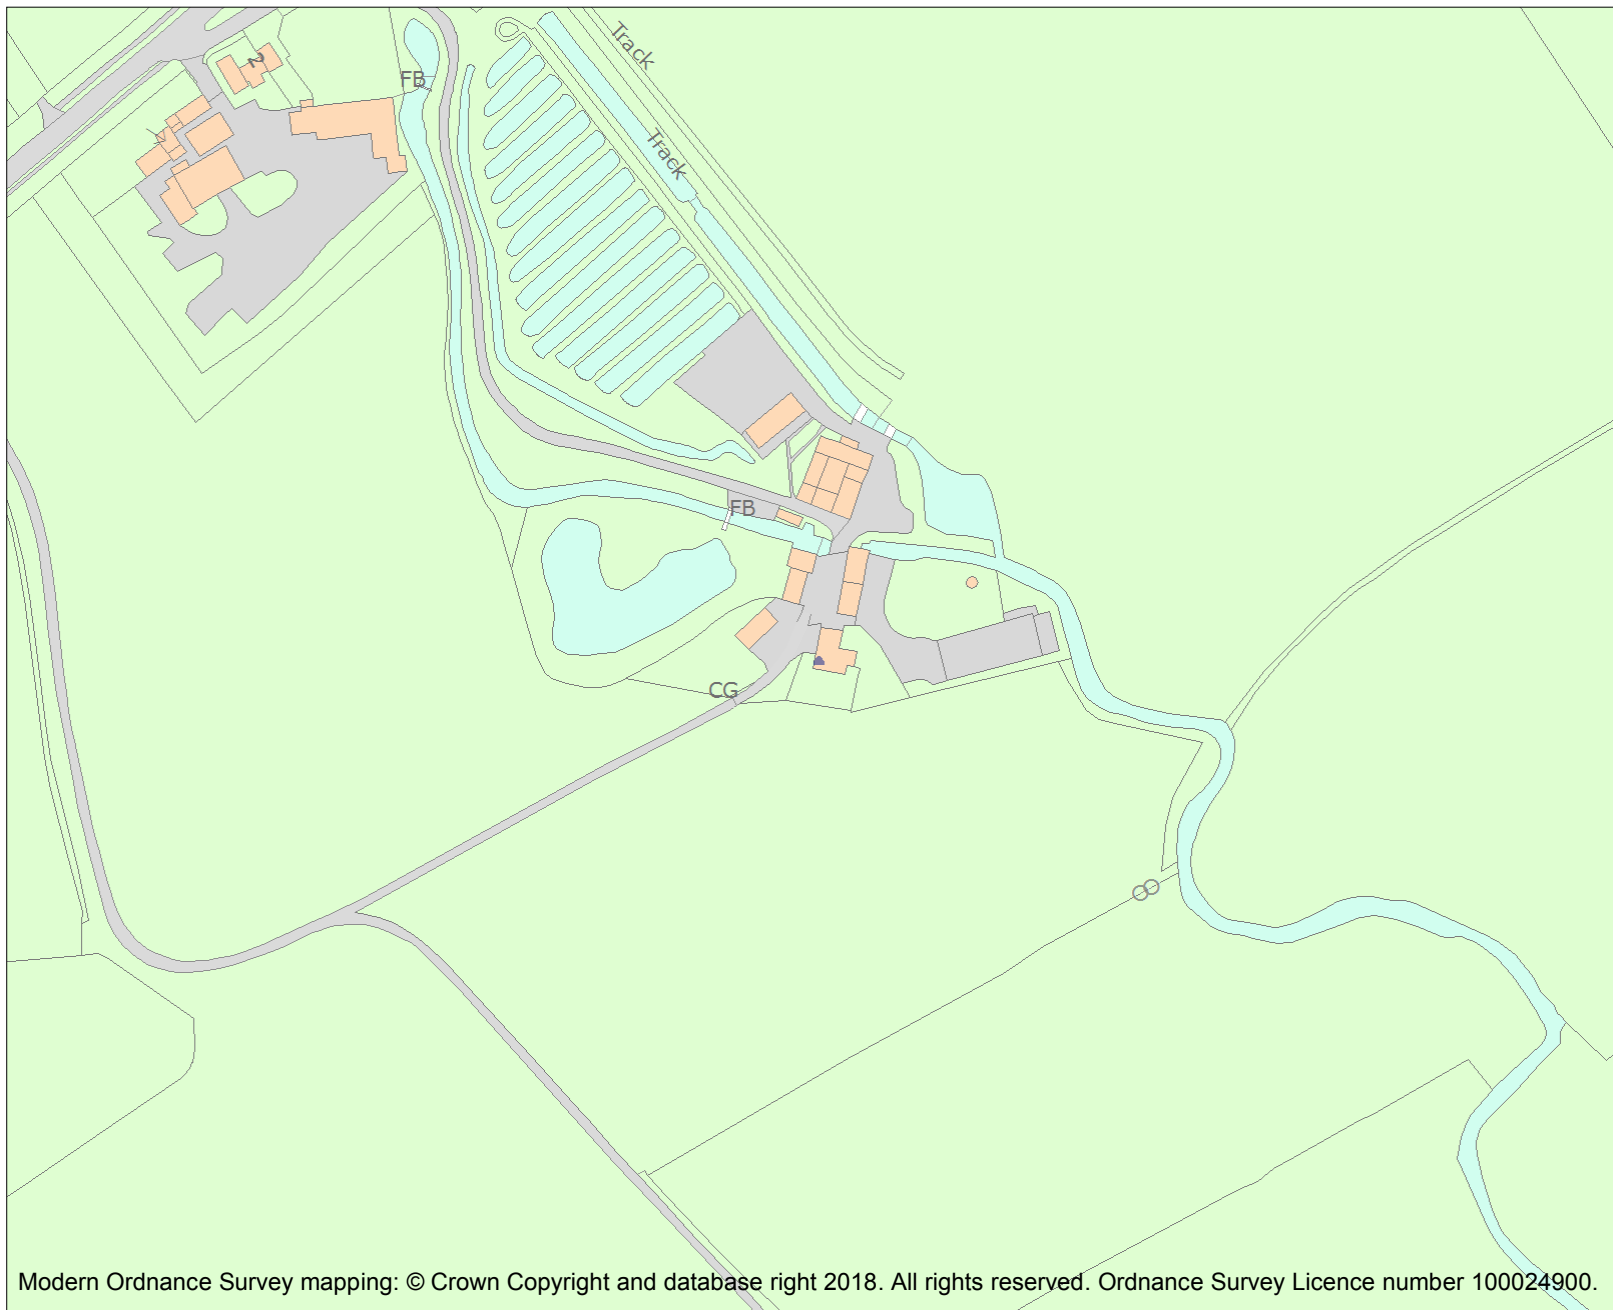 Track
2
FB
Track
FB
CG
Modern Ordnance Survey mapping: © Crown Copyright and database right 2018. All rights reserved. Ordnance Survey Licence number 100024900.